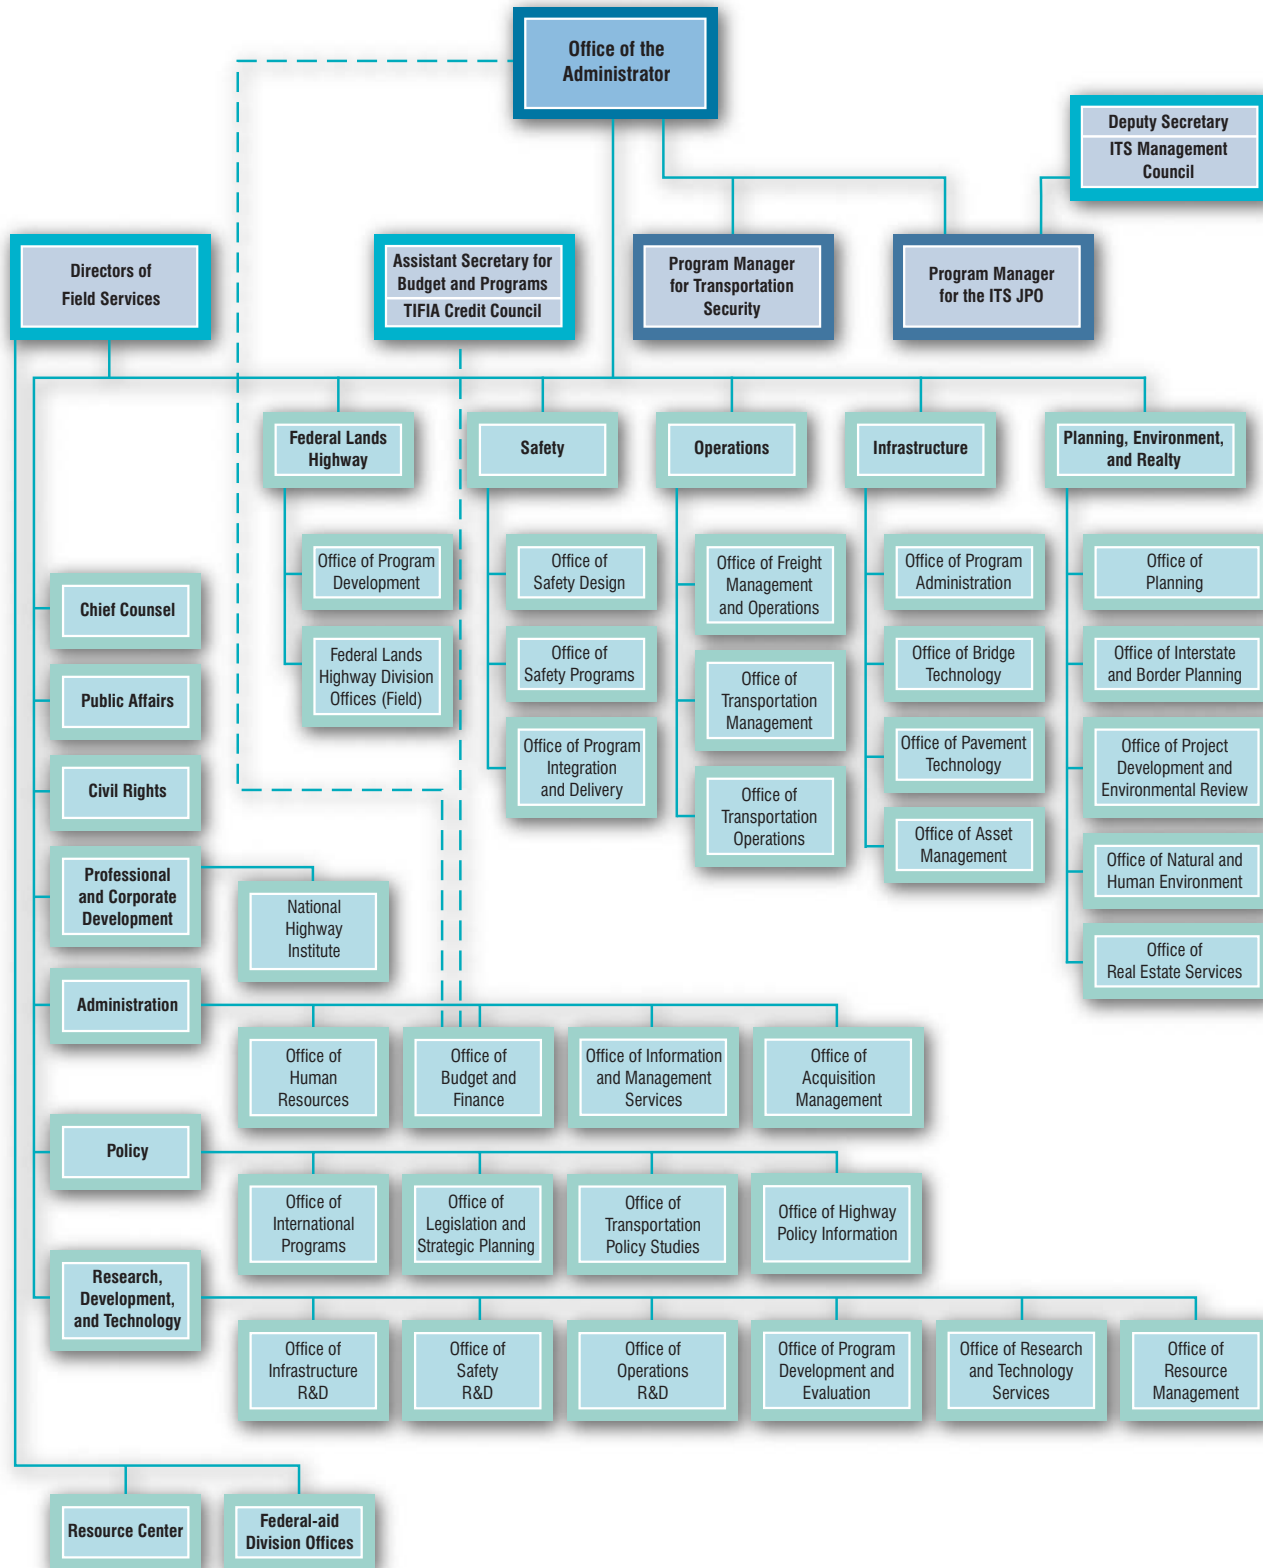 Office of the
Administrator
Deputy Secretary
ITS Management
Council
Directors of
Field Services
Assistant Secretary for
Budget and Programs
TIFIA Credit Council
Program Manager
for Transportation
Security
Program Manager
for the ITS JPO
Federal Lands
Highway
Safety
Operations
Infrastructure
Planning, Environment,
and Realty
Office of Program
Development
Federal Lands
Highway Division
Offices (Field)
Office of
Safety Design
Office of
Safety Programs
Office of Program
Integration
and Delivery
Office of Freight
Management
and Operations
Office of
Transportation
Management
Office of
Transportation
Operations
Office of Program
Administration
Office of Bridge
Technology
Office of Pavement
Technology
Office of Asset
Management
Office of
Planning
Office of Interstate
and Border Planning
Office of Project
Development and
Environmental Review
Office of Natural and
Human Environment
Office of
Real Estate Services
Chief Counsel
Public Affairs
Civil Rights
Professional
and Corporate
Development
National
Highway
Institute
Administration
Office of
Human
Resources
Office of
Budget and
Finance
Office of Information
and Management
Services
Office of
Acquisition
Management
Policy
Office of
International
Programs
Office of
Legislation and
Strategic Planning
Office of
Transportation
Policy Studies
Office of Highway
Policy Information
Research,
Development,
and Technology
Office of
Infrastructure
R&D
Office of
Safety
R&D
Office of
Operations
R&D
Office of Program
Development and
Evaluation
Office of Research
and Technology
Services
Office of
Resource
Management
Resource Center
Federal-aid
Division Offices